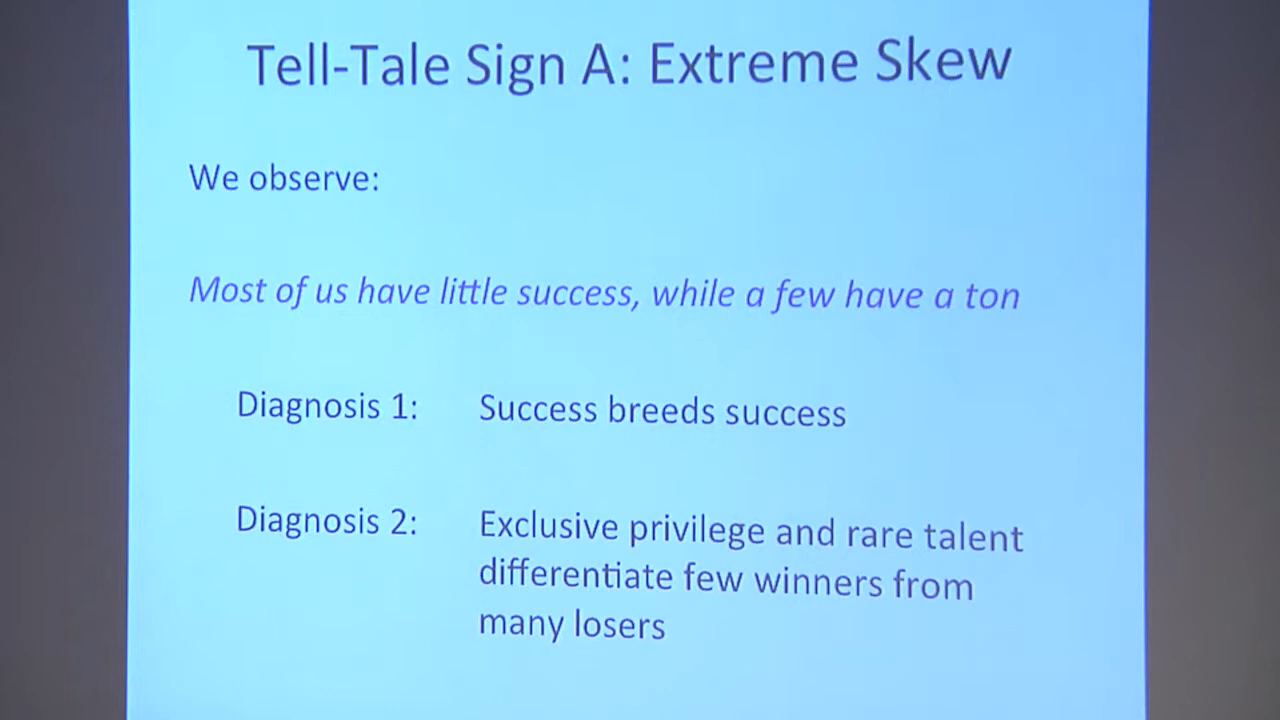 Tell-Tale Sign A: Extreme Skew
We observe:
Most of us have little success, while a few have a ton
Diagnosis 1: Success breeds success
Diagnosis 2: Exclusive privilege and rare talent
differentiate few winners from
many losers